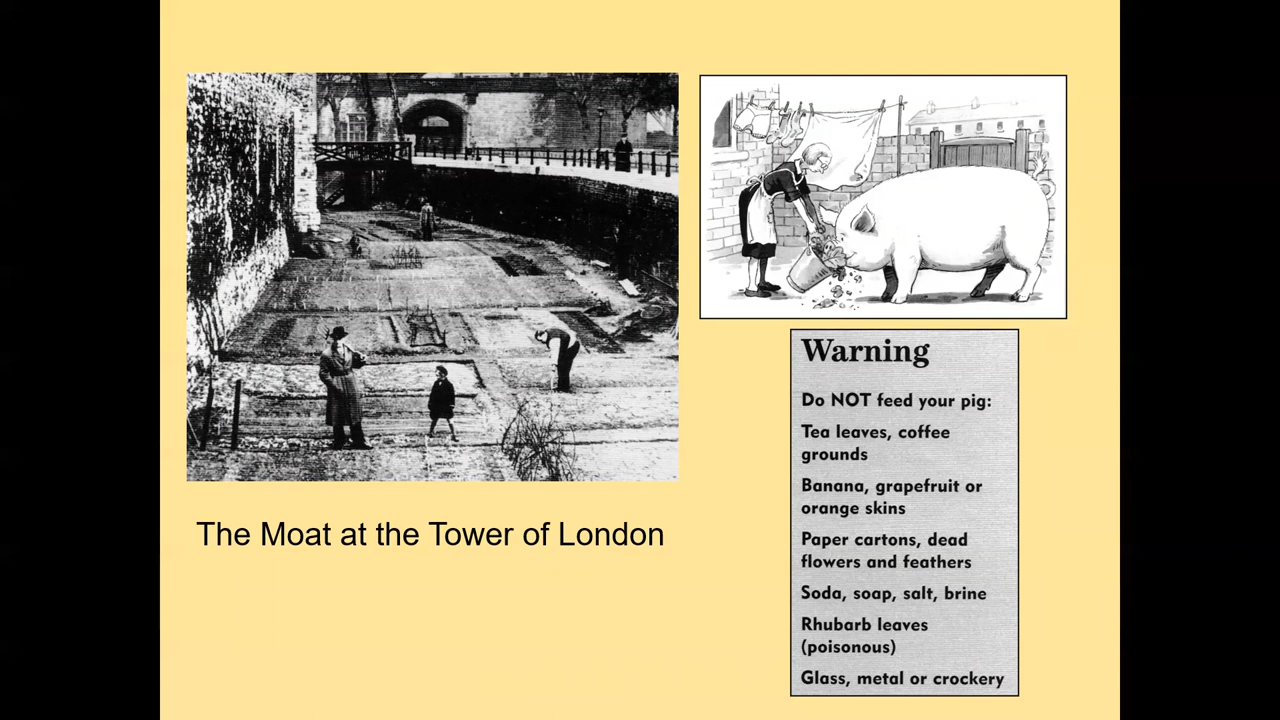 The Moat at the Tower of London
Warning
Do NOT feed your pig:
Tea leaves, coffee
grounds
Banana, grapefruit or
orange skins
Paper cartons, dead
flowers and feathers
Soda, soap, salt, brine
Rhubarb leaves
(poisonous)
Glass, metal or crockery